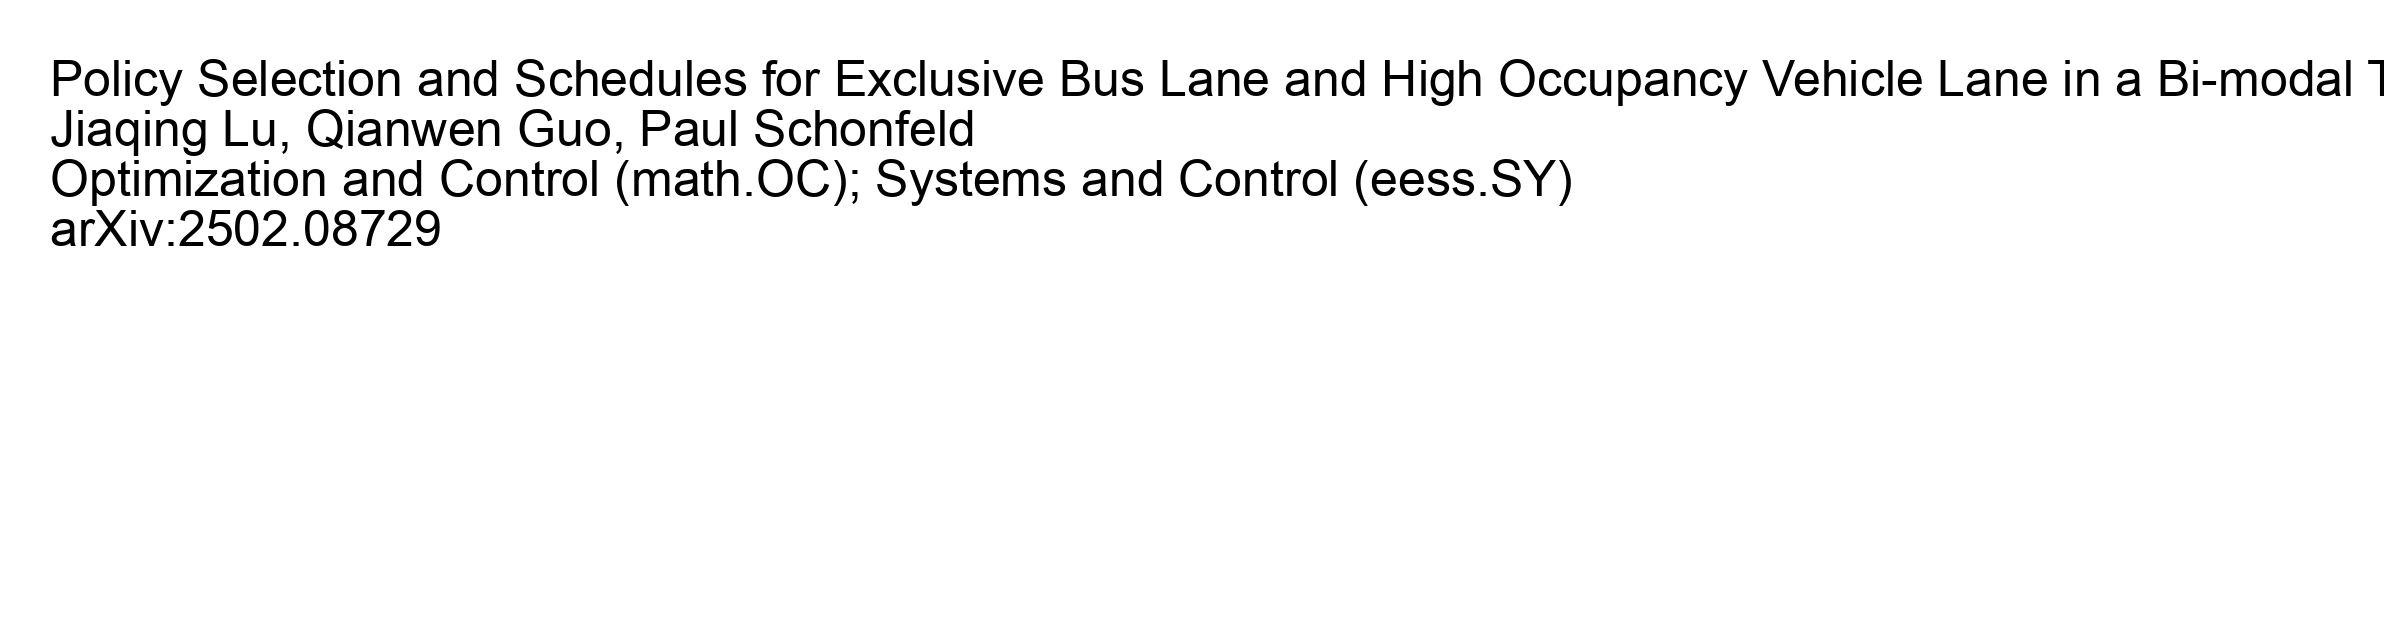 Policy Selection and Schedules for Exclusive Bus Lane and High Occupancy Vehicle Lane in a Bi-modal
Jiaqing Lu, Qianwen Guo, Paul Schonfeld
Optimization and Control (math.OC); Systems and Control (eess.SY)
arXiv:2502.08729